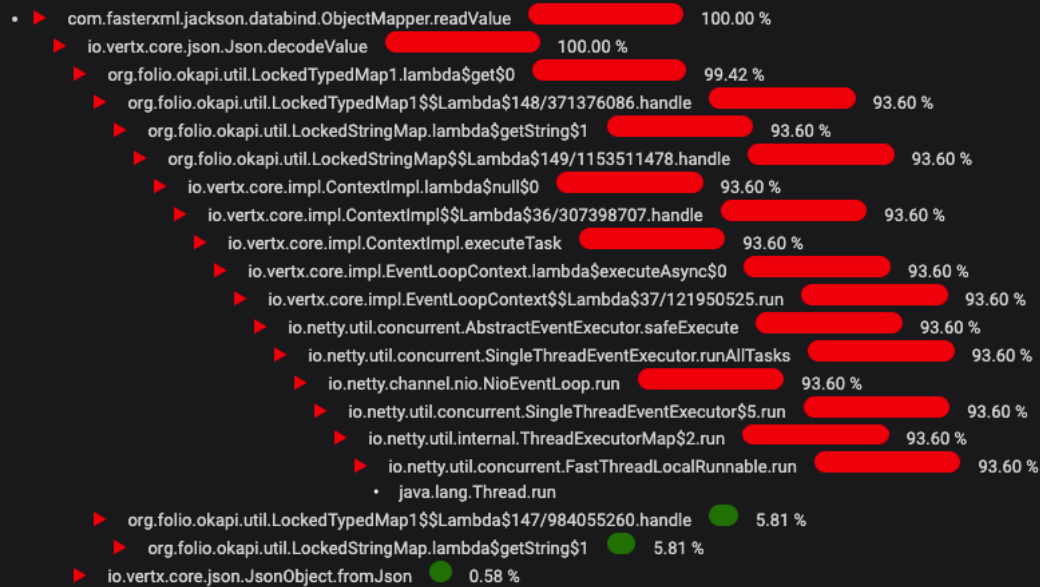 com.fasterxml.jackson.databind.ObjectMapper.readValue 100.00 %
io.vertx.core.json.Json.decodeValue 100.00 %
org.folio.okapi.util.LockedTypedMap1.lambda$get$0 99.42 %
org.folio.okapi.util.LockedTypedMap1$$Lambda$148/371376086.handle 93.60 %
org.folio.okapi.util.LockedStringMap.lambda$getString$1 93.60 %
org.folio.okapi.util.LockedStringMap$$Lambda$149/1153511478.handle 93.60 %
io.vertx.core.impl.ContextImpl.lambda$null$0 93.60 %
io.vertx.core.impl.ContextImpl$$Lambda$36/307398707.handle 93.60 %
io.vertx.core.impl.ContextImpl.executeTask 93.60 %
io.vertx.core.impl.EventLoopContext.lambda$executeAsync$0 93.60 %
io.vertx.core.impl.EventLoopContext$$Lambda$37/121950525.run 93.60 %
io.netty.util.concurrent.AbstractEventExecutor.safeExecute 93.60 %
io.netty.util.concurrent.SingleThreadEventExecutor.runAllTasks 93.60 %
io.netty.channel.nio.NioEventLoop.run 93.60 %
io.netty.util.concurrent.SingleThreadEventExecutor$5.run 93.60 %
io.netty.util.internal.ThreadExecutorMap$2.run 93.60 %
io.netty.util.concurrent.FastThreadLocalRunnable.run 93.60 %
java.lang.Thread.run
org.folio.okapi.util.LockedTypedMap1$$Lambda$147/984055260.handle 5.81 %
org.folio.okapi.util.LockedStringMap.lambda$getString$1 5.81 %
io.vertx.core.json.JsonObject.fromJson 0.58 %